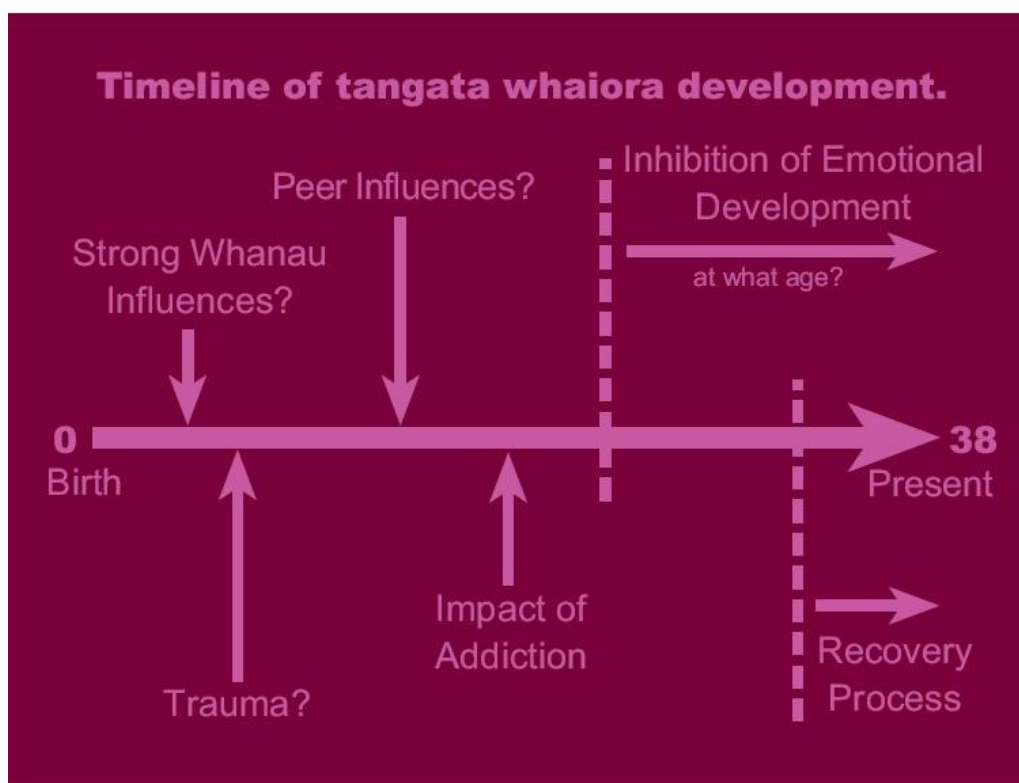 Timeline of tangata whaiora development.
Inhibition of Emotional
Development
at what age?
Peer Influences?
Strong Whanau
Influences?
0
Birth
38
Present
Impact of
Addiction
Trauma?
Recovery
Process